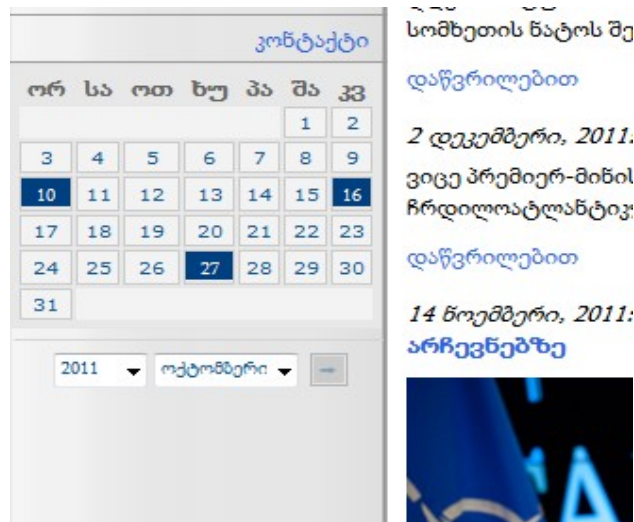 კონტაქტი
ორ სა ოთ ხუ პა შა კვ
1 2
3 4 5 6 7 8 9
10 11 12 13 14 15 16
17 18 19 20 21 22 23
24 25 26 27 28 29 30
31
2011 ოქტომბერი
სომხეთის ნატოს
დაწვრილებით
2 დეკემბერი, 2011:
ვიცე პრემიერ-მინის
ჩრდილოატლანტიკ
დაწვრილებით
14 ნოემბერი, 2011:
არჩევნებზე